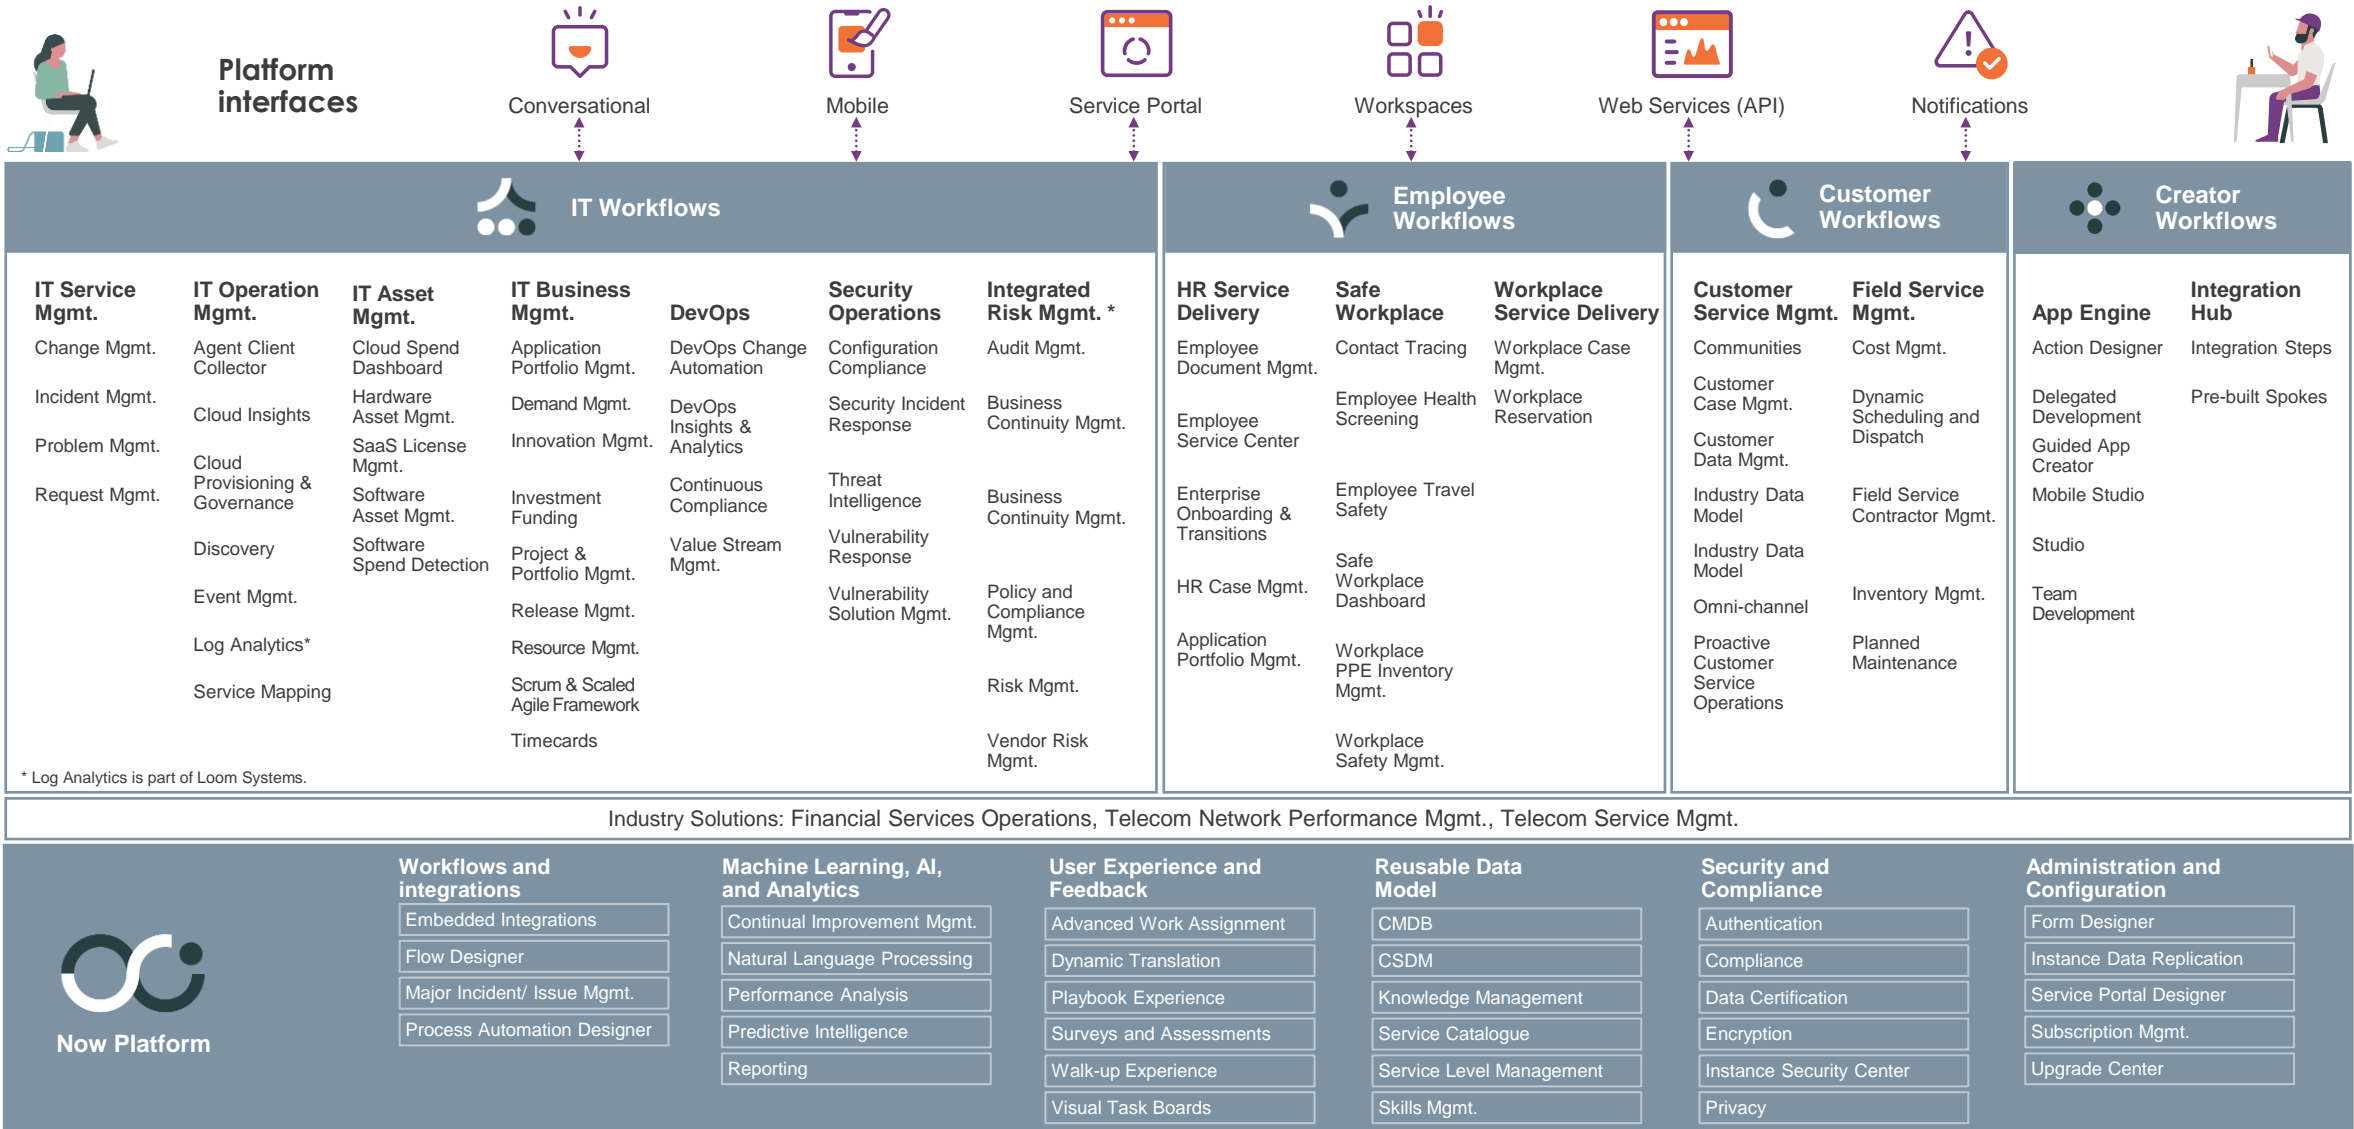 Platform
interfaces
Conversational
Mobile
Service Portal
Workspaces
Web Services (API)
Notifications
IT Workflows
Employee
Workflows
Customer
Workflows
Creator
Workflows
IT Service
Mgmt.
Change Mgmt.
Incident Mgmt.
Problem Mgmt.
Request Mgmt.
IT Operation
Mgmt.
Agent Client
Collector
Cloud Insights
Cloud
Provisioning &
Governance
Discovery
Event Mgmt.
Log Analytics*
Service Mapping
IT Asset
Mgmt.
Cloud Spend
Dashboard
Hardware
Asset Mgmt.
SaaS License
Mgmt.
Software
Asset Mgmt.
Software
Spend Detection
IT Business
Mgmt.
Application
Portfolio Mgmt.
Demand Mgmt.
Innovation Mgmt.
Investment
Funding
Project &
Portfolio Mgmt.
Release Mgmt.
Resource Mgmt.
Scrum & Scaled
Agile Framework
Timecards
DevOps
DevOps Change
Automation
DevOps
Insights &
Analytics
Continuous
Compliance
Value Stream
Mgmt.
Security
Operations
Configuration
Compliance
Security Incident
Response
Threat
Intelligence
Vulnerability
Response
Vulnerability
Solution Mgmt.
Integrated
Risk Mgmt. *
Audit Mgmt.
Business
Continuity Mgmt.
Business
Continuity Mgmt.
Policy and
Compliance
Mgmt.
Risk Mgmt.
Vendor Risk
Mgmt.
* Log Analytics is part of Loom Systems.
HR Service
Delivery
Employee
Document Mgmt.
Employee
Service Center
Enterprise
Onboarding &
Transitions
HR Case Mgmt.
Application
Portfolio Mgmt.
Safe
Workplace
Contact Tracing
Employee Health
Screening
Employee Travel
Safety
Safe
Workplace
Dashboard
Workplace
PPE Inventory
Mgmt.
Workplace
Safety Mgmt.
Workplace
Service Delivery
Workplace Case
Mgmt.
Workplace
Reservation
Customer
Service Mgmt.
Communities
Customer
Case Mgmt.
Customer
Data Mgmt.
Industry Data
Model
Industry Data
Model
Omni-channel
Proactive
Customer
Service
Operations
Field Service
Mgmt.
Cost Mgmt.
Dynamic
Scheduling and
Dispatch
Field Service
Contractor Mgmt.
Inventory Mgmt.
Planned
Maintenance
App Engine
Action Designer
Delegated
Development
Guided App
Creator
Mobile Studio
Studio
Team
Development
Integration
Hub
Integration Steps
Pre-built Spokes
Industry Solutions: Financial Services Operations, Telecom Network Performance Mgmt., Telecom Service Mgmt.
Now Platform
Workflows and
integrations
Embedded Integrations
Flow Designer
Major Incident/ Issue Mgmt.
Process Automation Designer
Machine Learning, AI,
and Analytics
Continual Improvement Mgmt.
Natural Language Processing
Performance Analysis
Predictive Intelligence
Reporting
User Experience and
Feedback
Advanced Work Assignment
Dynamic Translation
Playbook Experience
Surveys and Assessments
Walk-up Experience
Visual Task Boards
Reusable Data
Model
CMDB
CSDM
Knowledge Management
Service Catalogue
Service Level Management
Skills Mgmt.
Security and
Compliance
Authentication
Compliance
Data Certification
Encryption
Instance Security Center
Privacy
Administration and
Configuration
Form Designer
Instance Data Replication
Service Portal Designer
Subscription Mgmt.
Upgrade Center